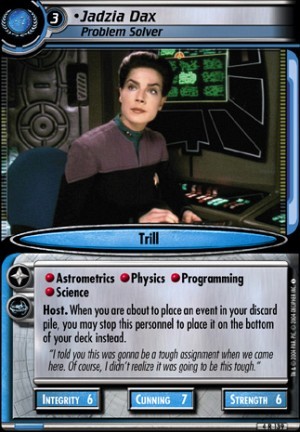 3 •Jadzia Dax
Problem Solver
Trill
Astrometrics Physics Programming
Science
Host. When you are about to place an event in your discard
pile, you may stop this personnel to place it on the bottom
of your deck instead.
"I told you this was gonna be a tough assignment when we came
here. Of course, I didn't realize it was going to be this tough."
INTEGRITY 6 CUNNING 7 STRENGTH 6